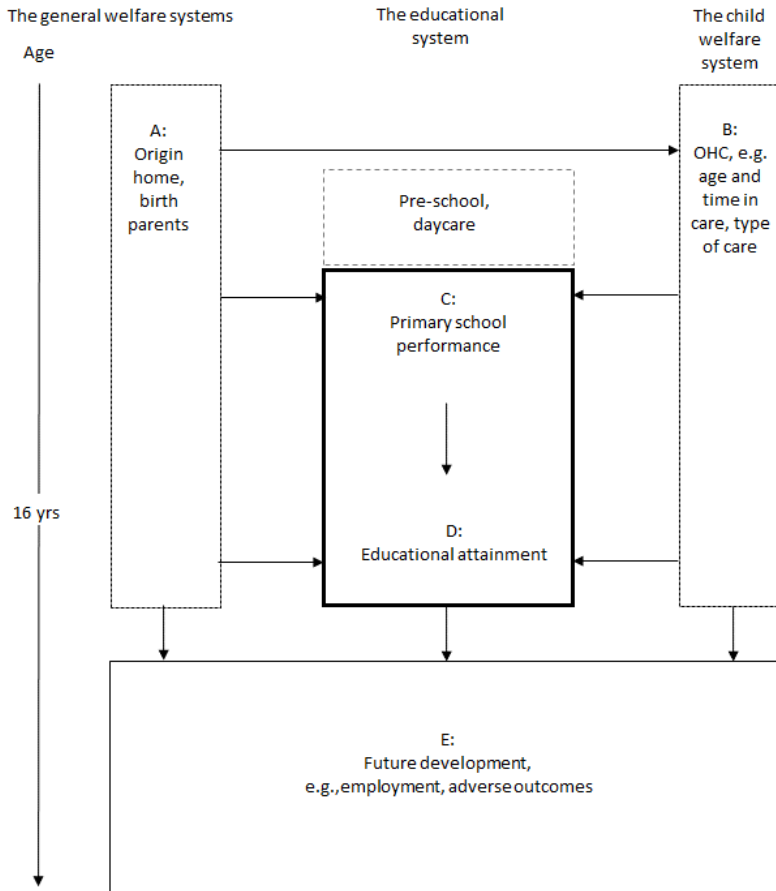 The general welfare systems
The educational
system
The child
welfare
system
Age
A:
Origin
home,
birth
parents
B:
OHC, e.g.
age and
time in
care, type
of care
Pre-school,
daycare
C:
Primary school
performance
16 yrs
D:
Educational attainment
E:
Future development,
e.g., employment, adverse outcomes